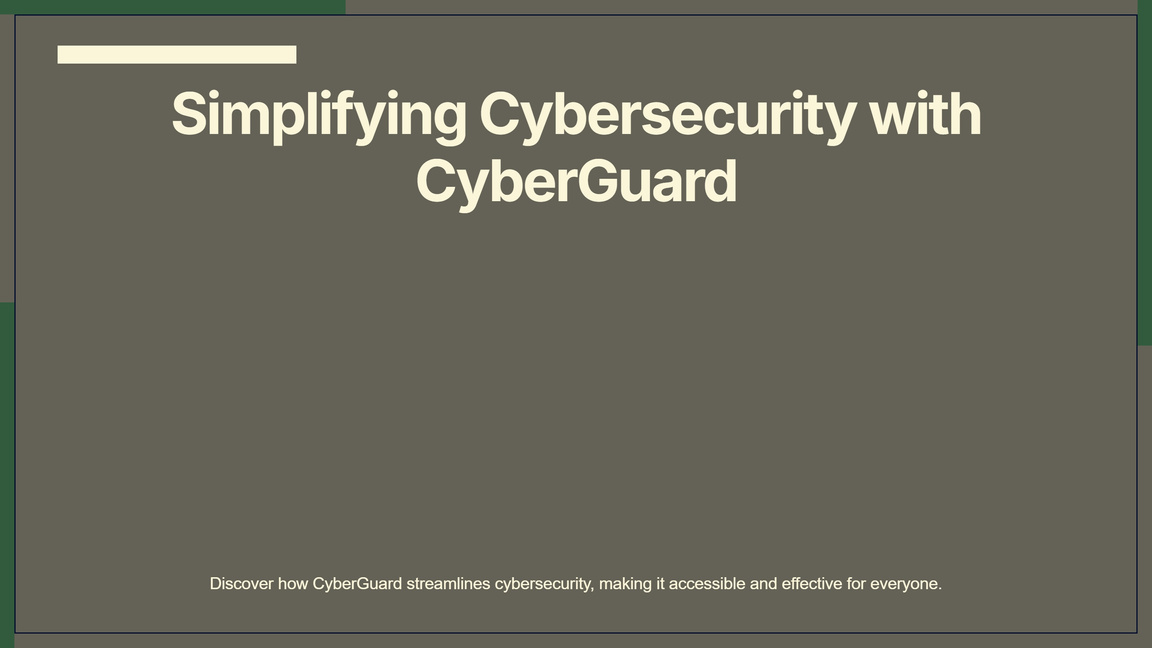 Simplifying Cybersecurity with
CyberGuard
Discover how CyberGuard streamlines cybersecurity, making it accessible and effective for everyone.